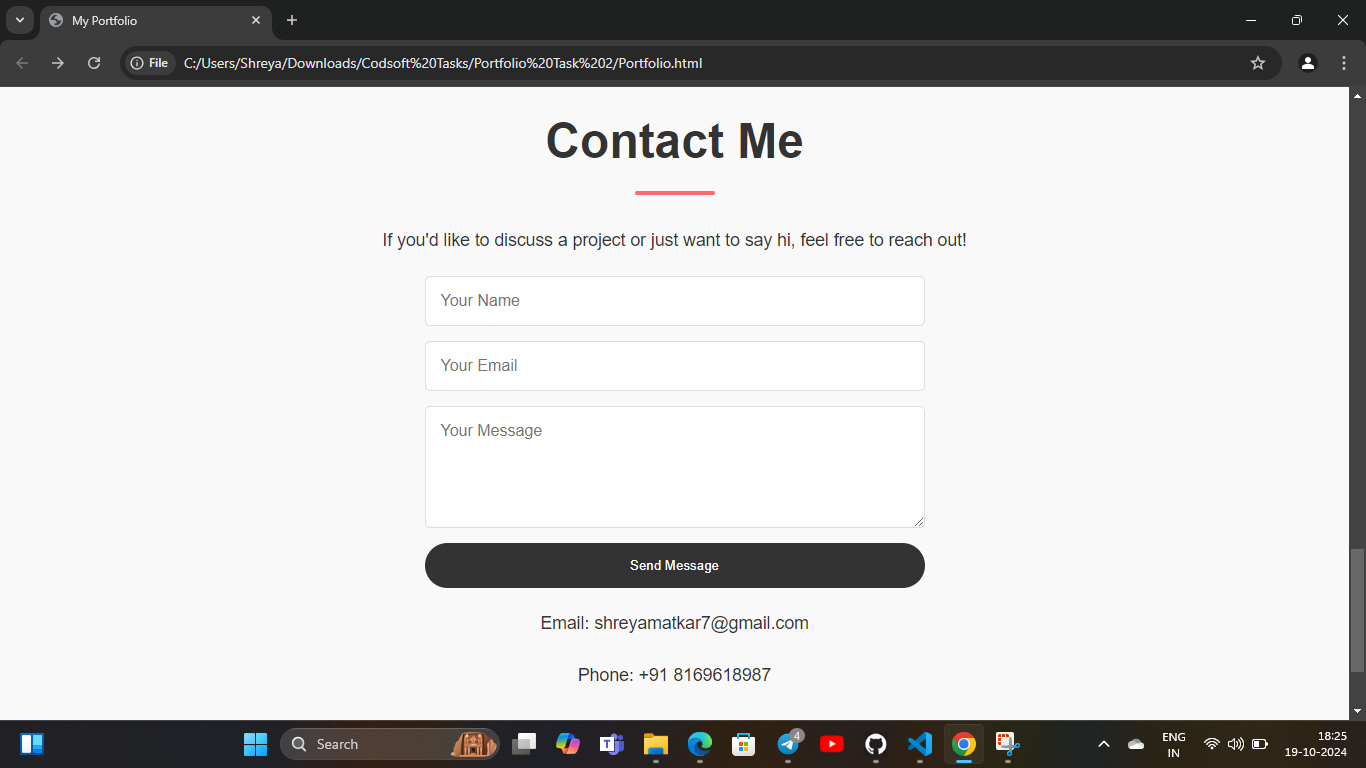 My Portfolio
File
C:/Users/Shreya/Downloads/Codsoft%20Tasks/Portfolio%20Task%202/Portfolio.html
Contact Me
If you'd like to discuss a project or just want to say hi, feel free to reach out!
Your Name
Your Email
Your Message
Send Message
Email: shreyamatkar7@gmail.com
Phone: +91 8169618987
Search
4
ENG
IN
18:25
19-10-2024